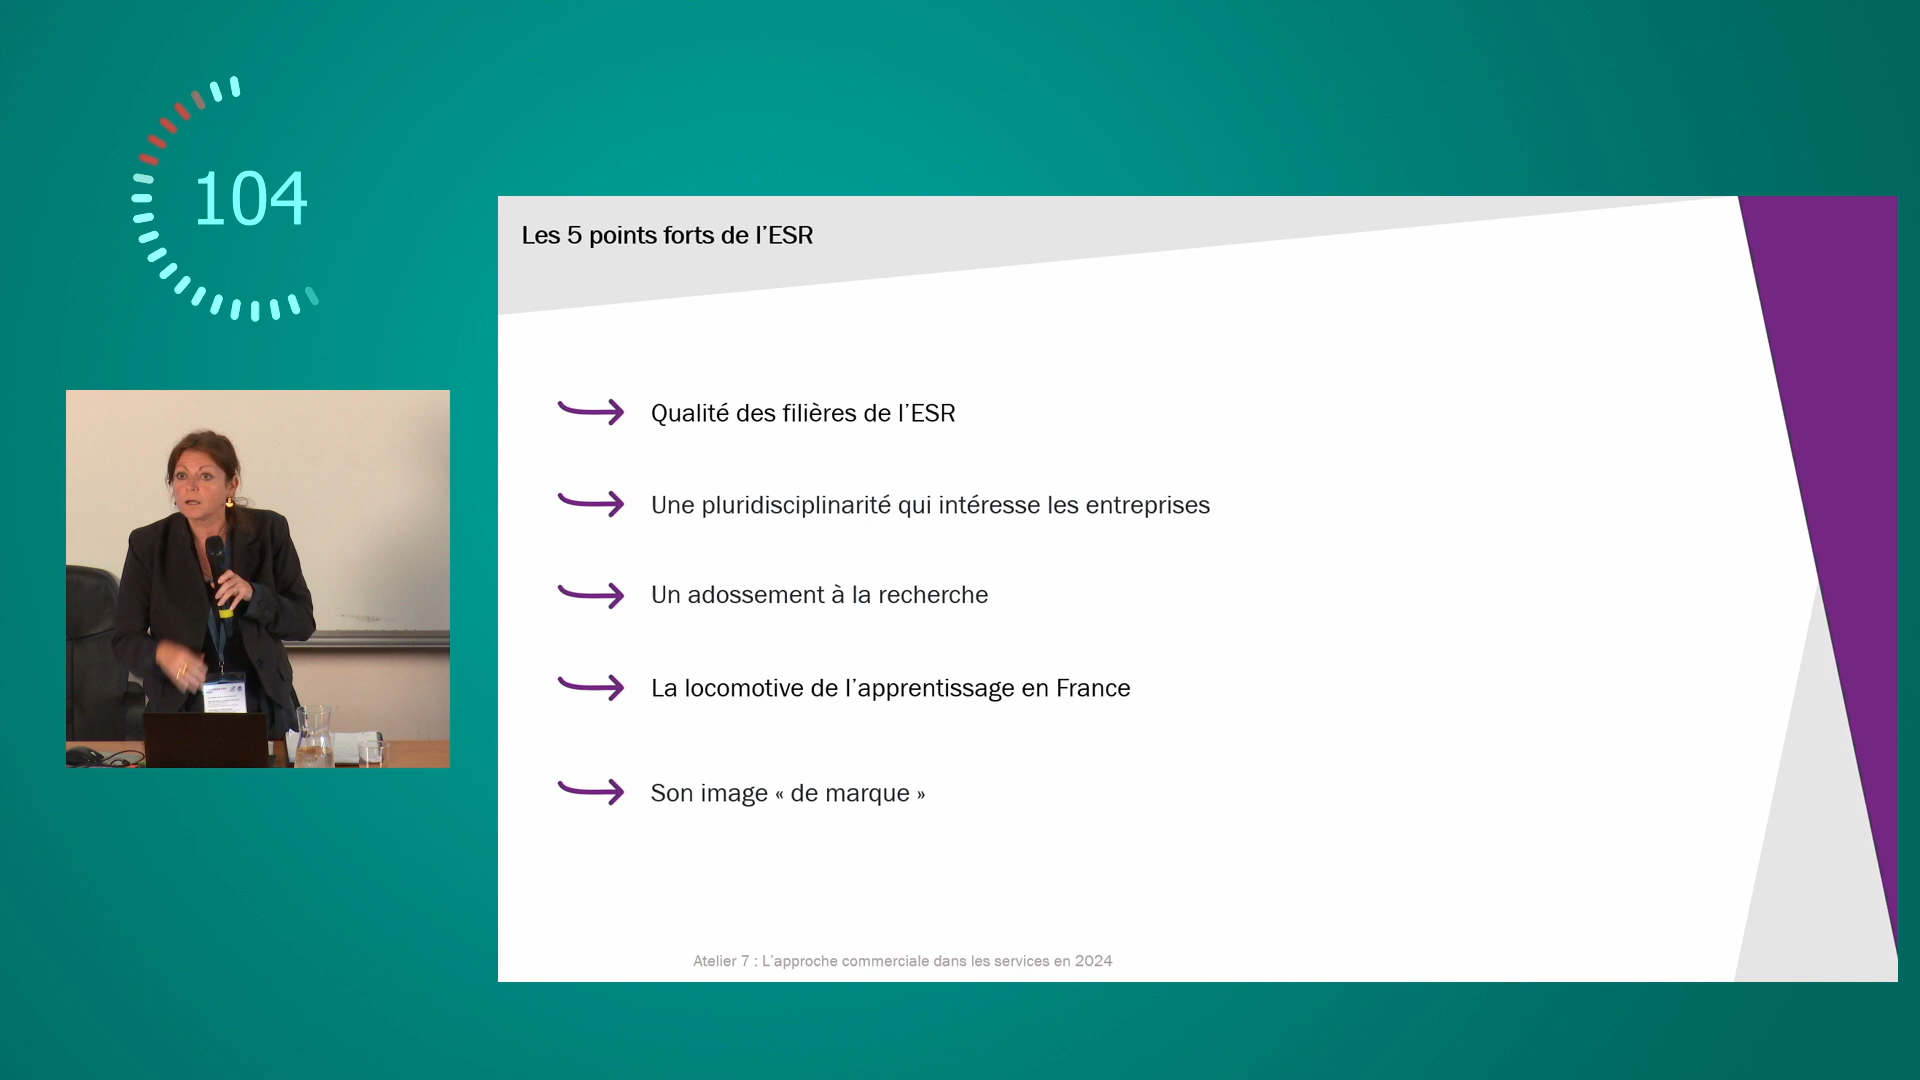 104
Les 5 points forts de l’ESR
Qualité des filières de l’ESR
Une pluridisciplinarité qui intéresse les entreprises
Un adossement à la recherche
La locomotive de l’apprentissage en France
Son image « de marque »
Atelier 7 : L’approche commerciale dans les services en 2024